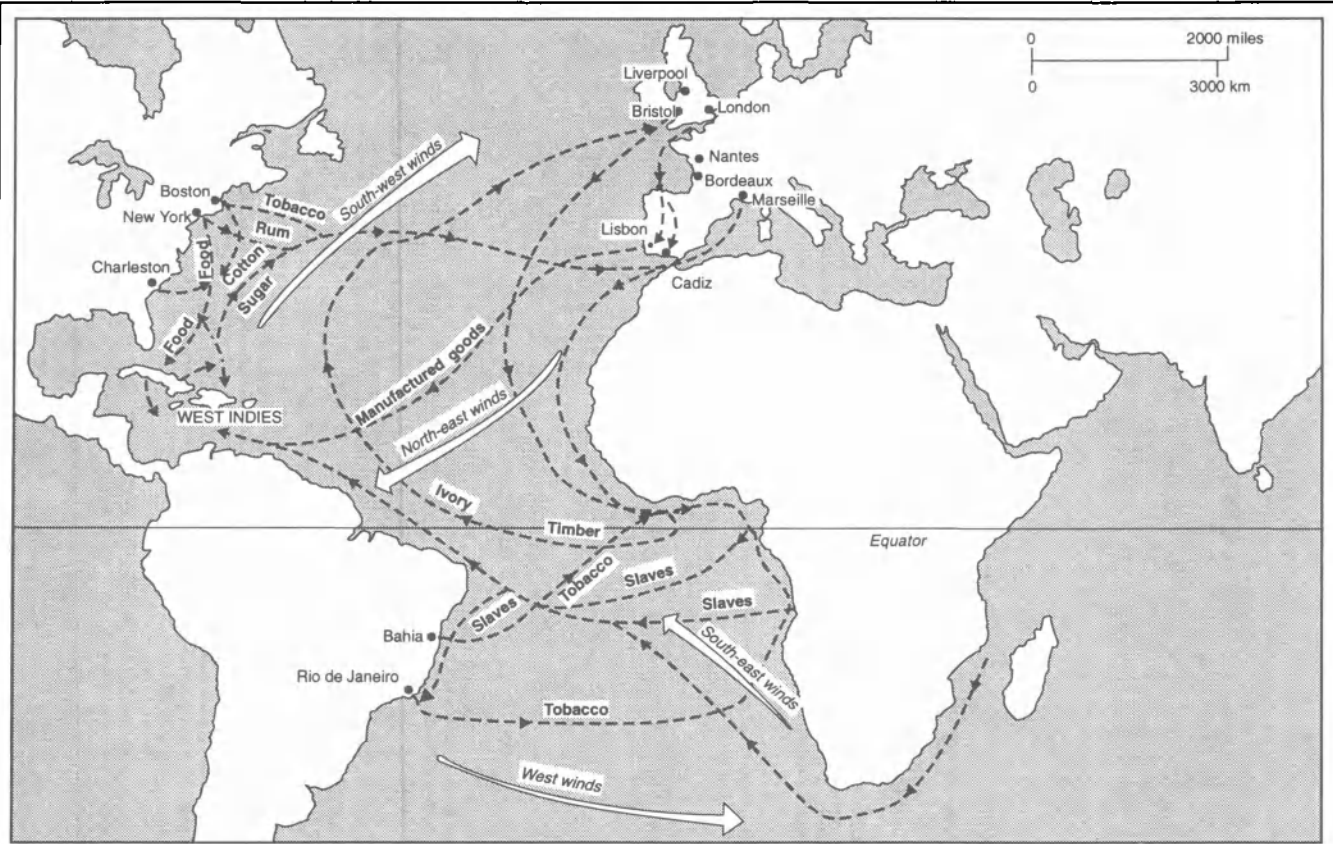 0 2000 miles
0 3000 km
Liverpool
Bristol
London
Nantes
Bordeaux
Marseille
Boston
New York
Tobacco
Rum
South-west winds
Lisbon
Cadiz
Charleston
Food
Cotton
Sugar
Food
Manufactured goods
WEST INDIES
North-east winds
Ivory
Timber
Equator
Tobacco
Slaves
Slaves
Slaves
Bahia
South-east winds
Rio de Janeiro
Tobacco
West winds